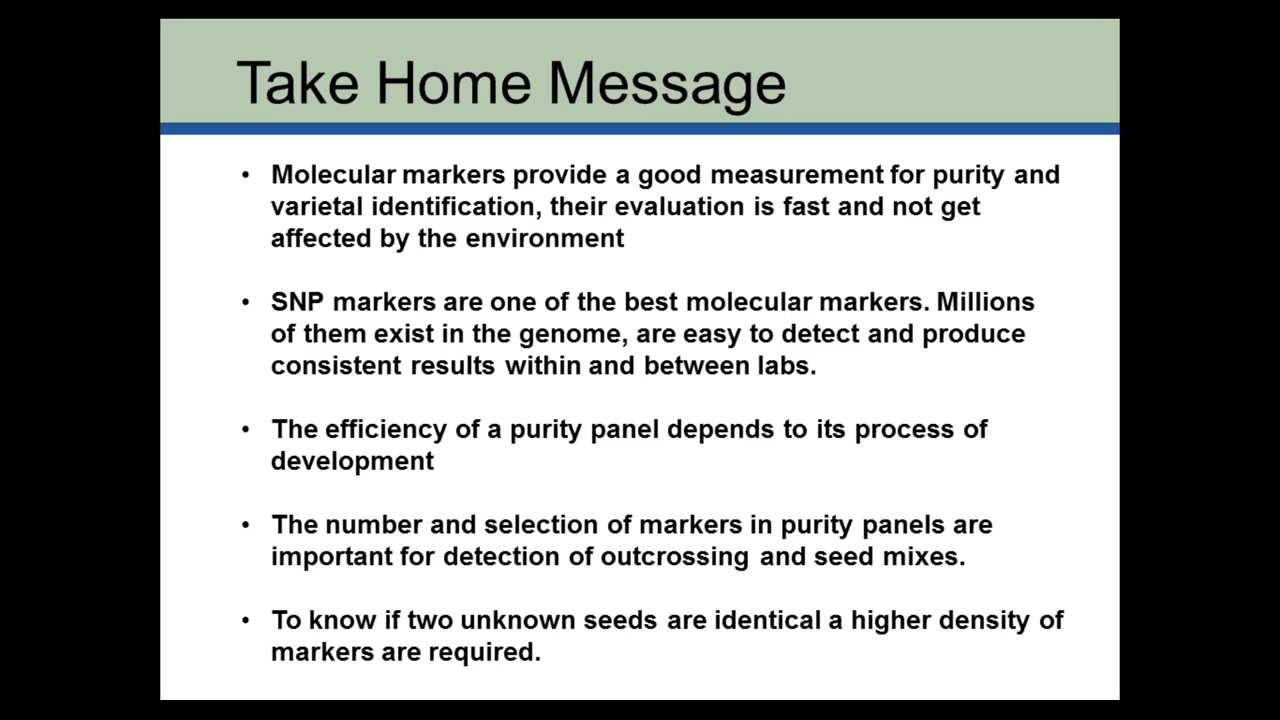 Take Home Message
• Molecular markers provide a good measurement for purity and
varietal identification, their evaluation is fast and not get
affected by the environment
• SNP markers are one of the best molecular markers. Millions
of them exist in the genome, are easy to detect and produce
consistent results within and between labs.
• The efficiency of a purity panel depends to its process of
development
• The number and selection of markers in purity panels are
important for detection of outcrossing and seed mixes.
• To know if two unknown seeds are identical a higher density of
markers are required.